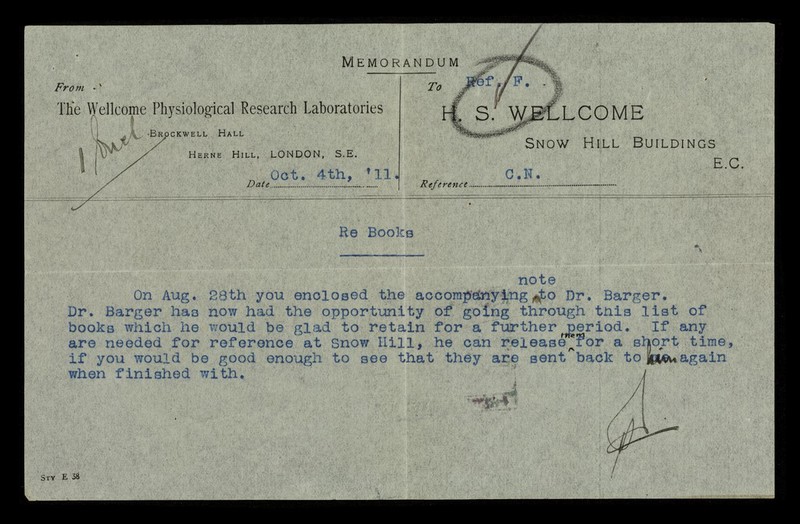 MEMORANDUM
From
To
Ref. F.
The Wellcome Physiological Research Laboratories
H. S. WELLCOME
BROCKWELL HALL
SNOW HILL BUILDINGS
HERNE HILL, LONDON, S.E.
E.C.
Date Oct. 4th, '11.
Reference C.N.
Re Books
note
On Aug. 28th you enclosed the accompanying to Dr. Barger.
Dr. Barger has now had the opportunity of going through this list of
books which he would be glad to retain for a further period. If any
them
are needed for reference at Snow Hill, he can release for a short time,
if you would be good enough to see that they are sent back to him again
when finished with.
STY E 38